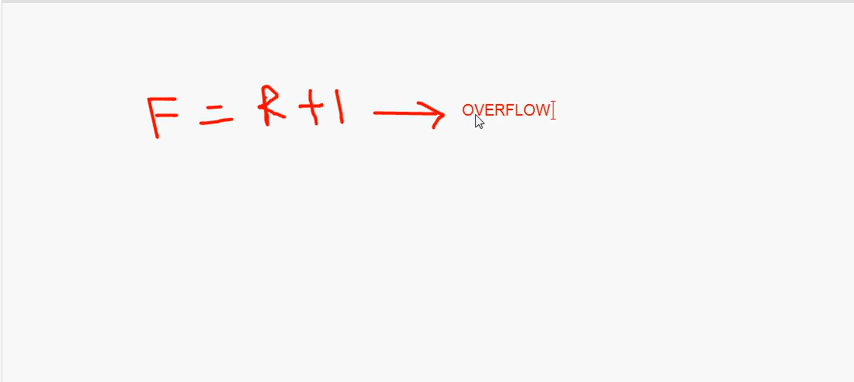 F = R + 1 → OVERFLOW